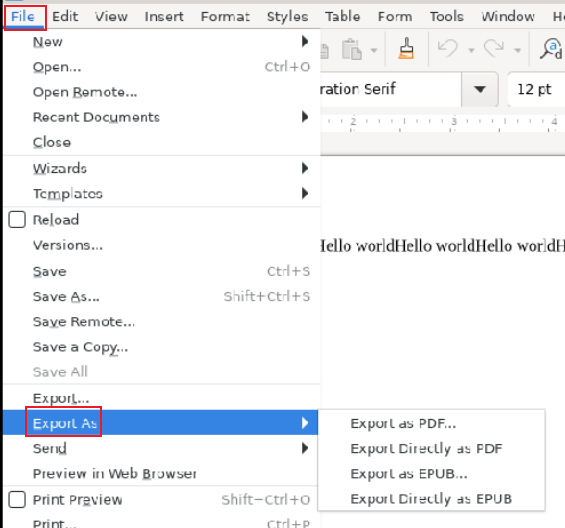 File Edit View Insert Format Styles Table Form Tools Window
New
Open... Ctrl+O
Open Remote...
Recent Documents
Close
Wizards
Templates
Reload
Versions...
Save Ctrl+S
Save As... Shift+Ctrl+S
Save Remote...
Save a Copy...
Save All
Export...
Export As
Send
Preview in Web Browser
Print Preview Shift-Ctrl+O
Print... Ctrl+P
Export as PDF...
Export Directly as PDF
Export as EPUB...
Export Directly as EPUB
ration Serif 12 pt
2 3 4
Hello worldHello worldHello worldH